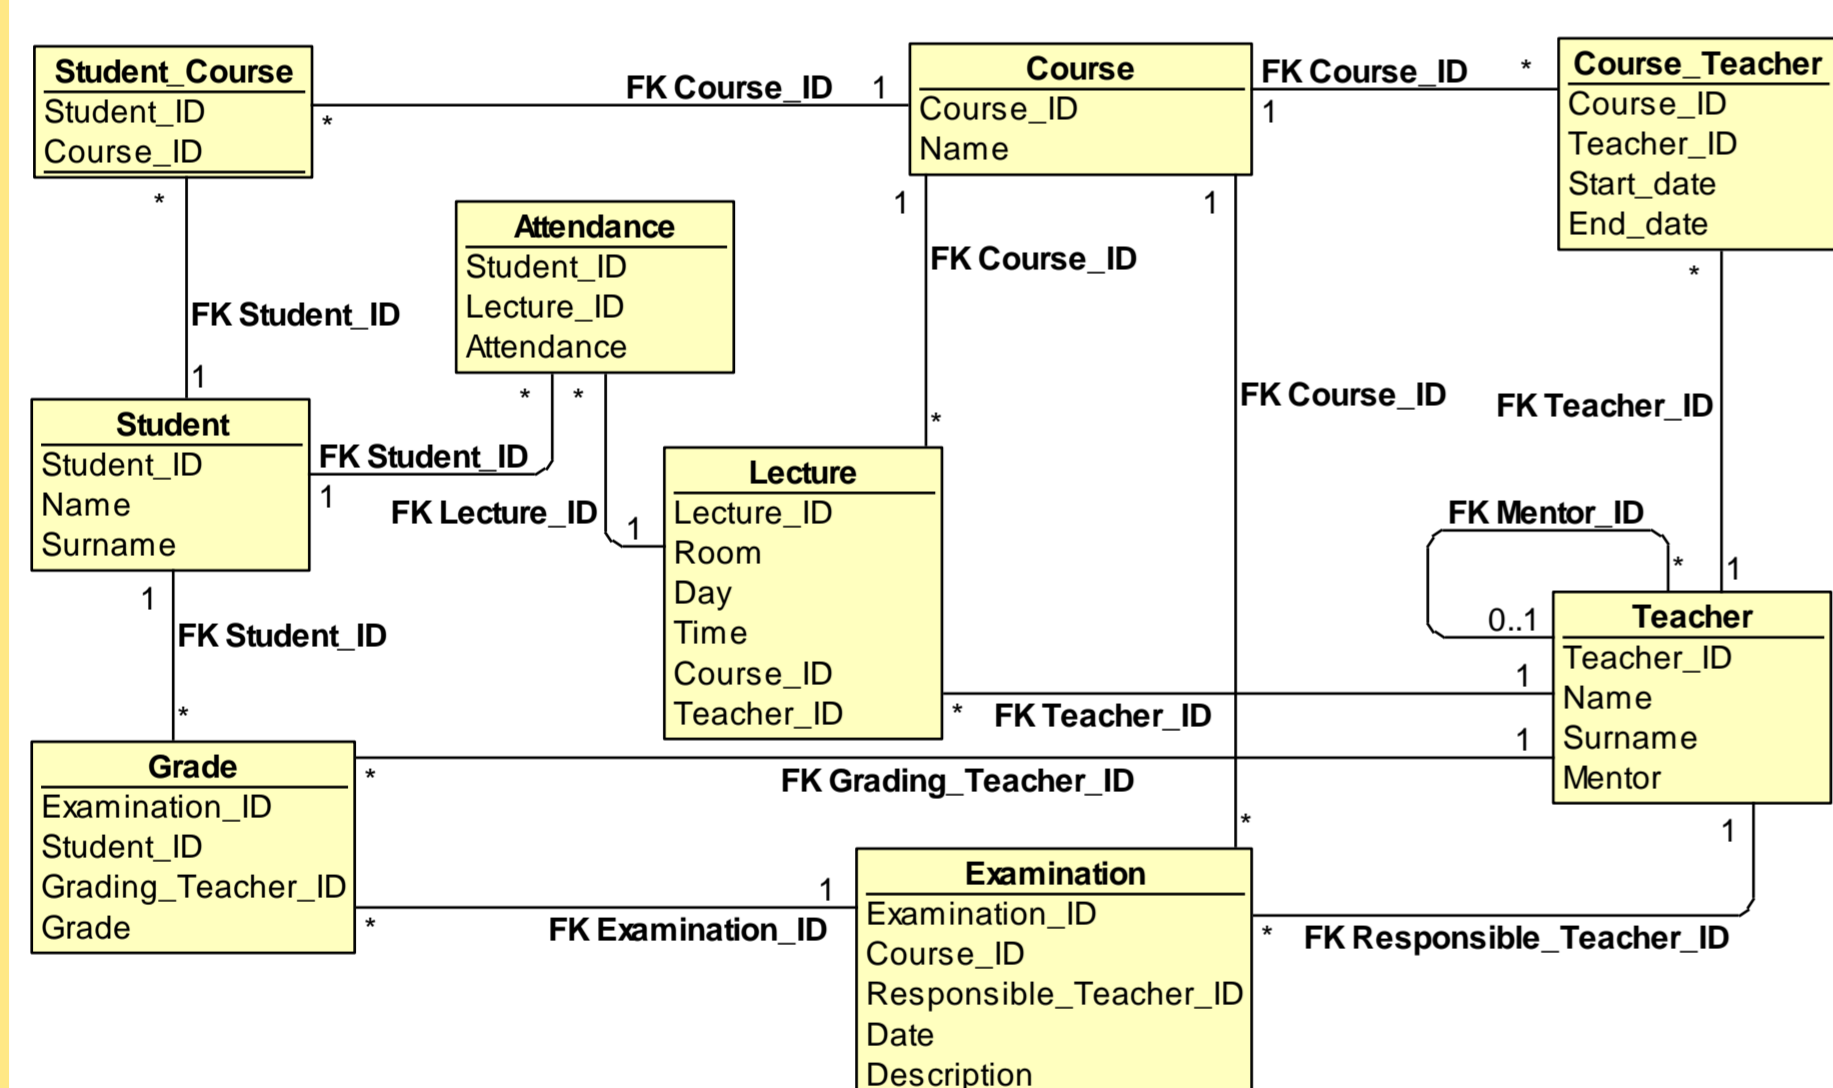 Student_Course
Student_ID
Course_ID
FK Course_ID
1
*
Course
Course_ID
Name
FK Course_ID
*
1
Course_Teacher
Course_ID
Teacher_ID
Start_date
End_date
*
FK Student_ID
1
Attendance
Student_ID
Lecture_ID
Attendance
*
*
1
FK Course_ID
*
1
FK Course_ID
*
*
FK Teacher_ID
1
Student
Student_ID
Name
Surname
FK Student_ID
1
FK Lecture_ID
1
Lecture
Lecture_ID
Room
Day
Time
Course_ID
Teacher_ID
FK Mentor_ID
*
0..1
Teacher
Teacher_ID
Name
Surname
Mentor
1
FK Student_ID
*
*
FK Teacher_ID
1
Grade
Examination_ID
Student_ID
Grading_Teacher_ID
Grade
*
FK Grading_Teacher_ID
1
*
FK Examination_ID
1
Examination
Examination_ID
Course_ID
Responsible_Teacher_ID
Date
Description
*
FK Responsible_Teacher_ID
1